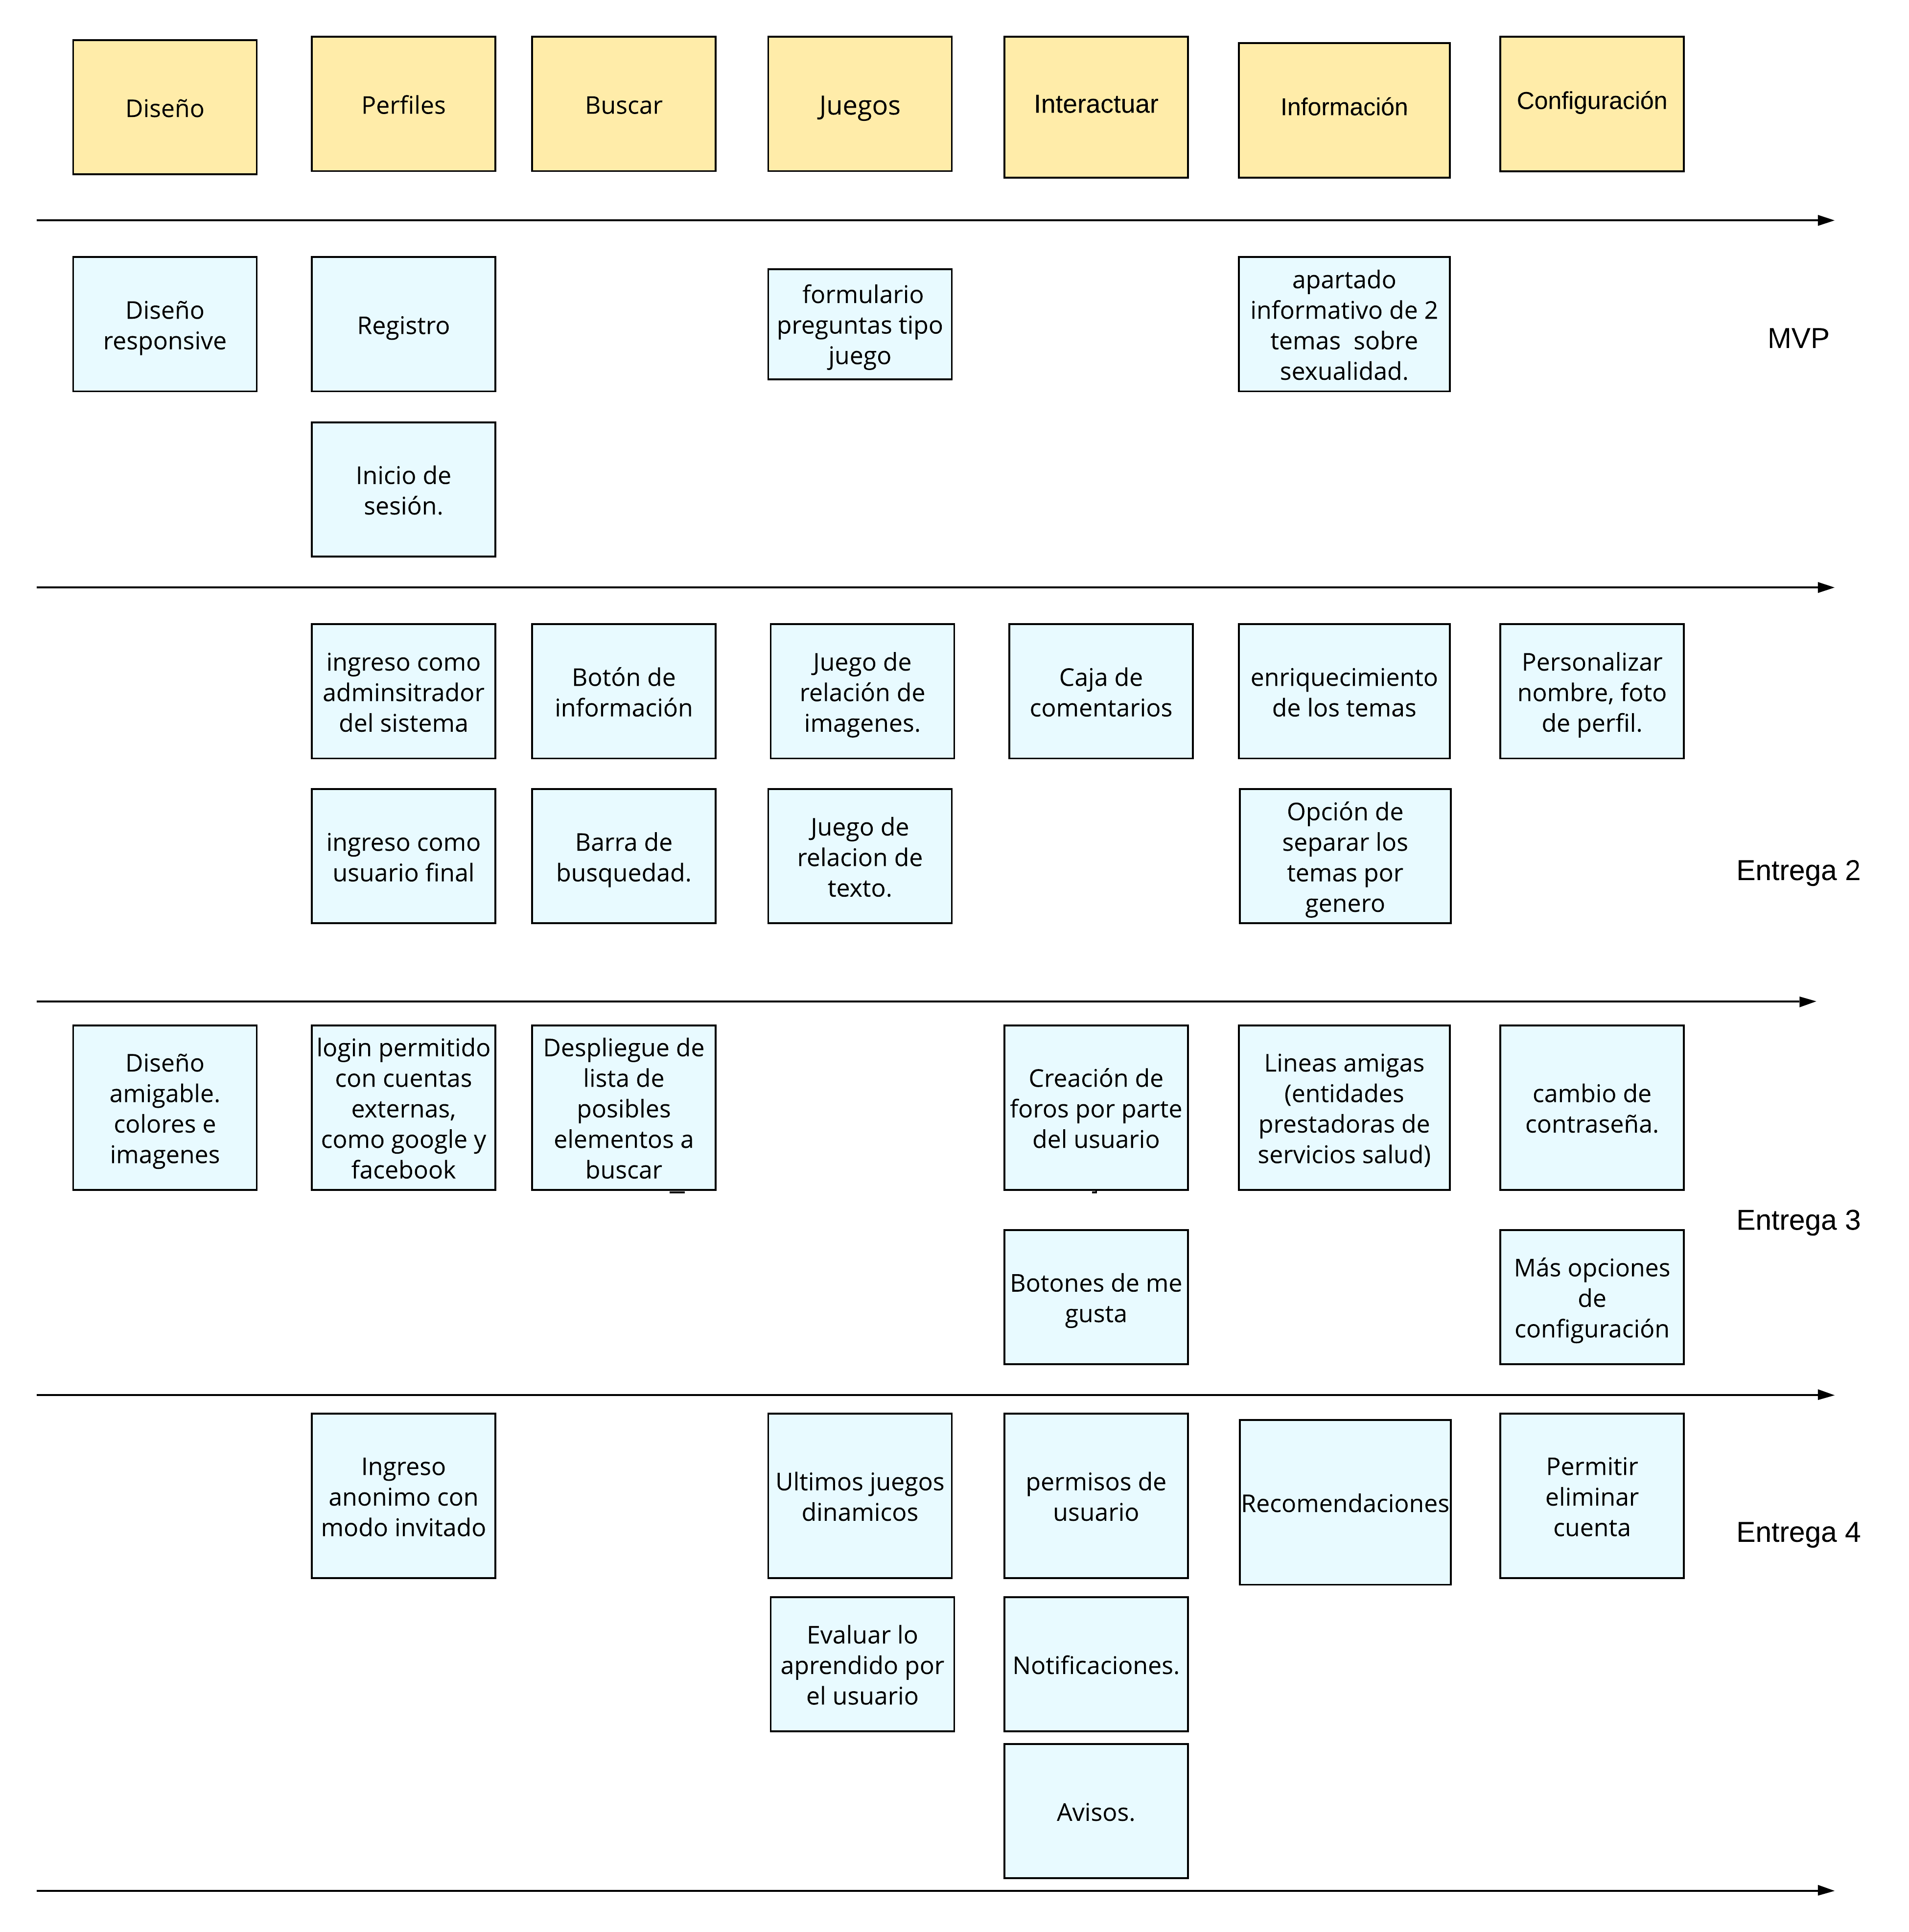 Diseño
Perfiles
Buscar
Juegos
Interactuar
Información
Configuración
Diseño
responsive
Registro
formulario
preguntas tipo
juego
apartado
informativo de 2
temas  sobre
sexualidad.
MVP
Inicio de
sesión.
ingreso como
adminsitrador
del sistema
Botón de
información
Juego de
relación de
imagenes.
Caja de
comentarios
enriquecimiento
de los temas
Personalizar
nombre, foto
de perfil.
ingreso como
usuario final
Barra de
busquedad.
Juego de
relacion de
texto.
Opción de
separar los
temas por
genero
Entrega 2
Diseño
amigable.
colores e
imagenes
login permitido
con cuentas
externas,
como google y
facebook
Despliegue de
lista de
posibles
elementos a
buscar
Creación de
foros por parte
del usuario
Lineas amigas
(entidades
prestadoras de
servicios salud)
cambio de
contraseña.
Entrega 3
Botones de me
gusta
Más opciones
de
configuración
Ingreso
anonimo con
modo invitado
Ultimos juegos
dinamicos
permisos de
usuario
Recomendaciones
Permitir
eliminar
cuenta
Entrega 4
Evaluar lo
aprendido por
el usuario
Notificaciones.
Avisos.